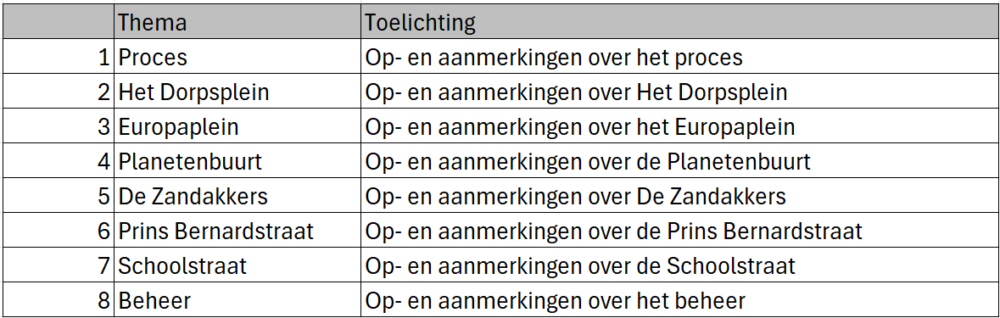 Thema Toelichting
1 Proces Op- en aanmerkingen over het proces
2 Het Dorpsplein Op- en aanmerkingen over Het Dorpsplein
3 Europaplein Op- en aanmerkingen over het Europaplein
4 Planetenbuurt Op- en aanmerkingen over de Planetenbuurt
5 De Zandakkers Op- en aanmerkingen over De Zandakkers
6 Prins Bernardstraat Op- en aanmerkingen over de Prins Bernardstraat
7 Schoolstraat Op- en aanmerkingen over de Schoolstraat
8 Beheer Op- en aanmerkingen over het beheer